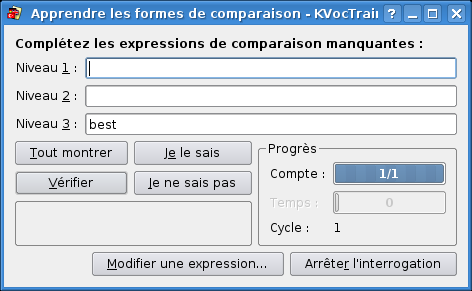 Apprendre les formes de comparaison - KVocTrain
Complétez les expressions de comparaison manquantes :
Niveau 1 :
Niveau 2 :
Niveau 3 : best
Tout montrer Je le sais
Vérifier Je ne sais pas
Progrès
Compte : 1/1
Temps : 0
Cycle : 1
Modifier une expression... Arrêter l'interrogation